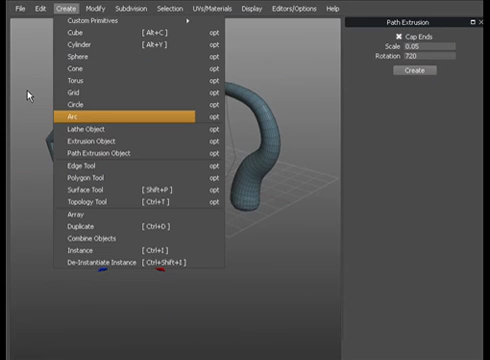 File Edit Create Modify Subdivision Selection UVs/Materials Display Editors/Options Help
Custom Primitives
Cube [ Alt+C ] opt
Cylinder [ Alt+Y ] opt
Sphere opt
Cone opt
Torus opt
Grid opt
Circle opt
Arc opt
Lathe Object opt
Extrusion Object opt
Path Extrusion Object opt
Edge Tool opt
Polygon Tool opt
Surface Tool [ Shift+P ] opt
Topology Tool [ Ctrl+T ] opt
Array opt
Duplicate [ Ctrl+D ] opt
Combine Objects
Instance [ Ctrl+I ]
De-Instantiate Instance [ Ctrl+Shift+I ]
Path Extrusion
Cap Ends
Scale 0.05
Rotation 720
Create